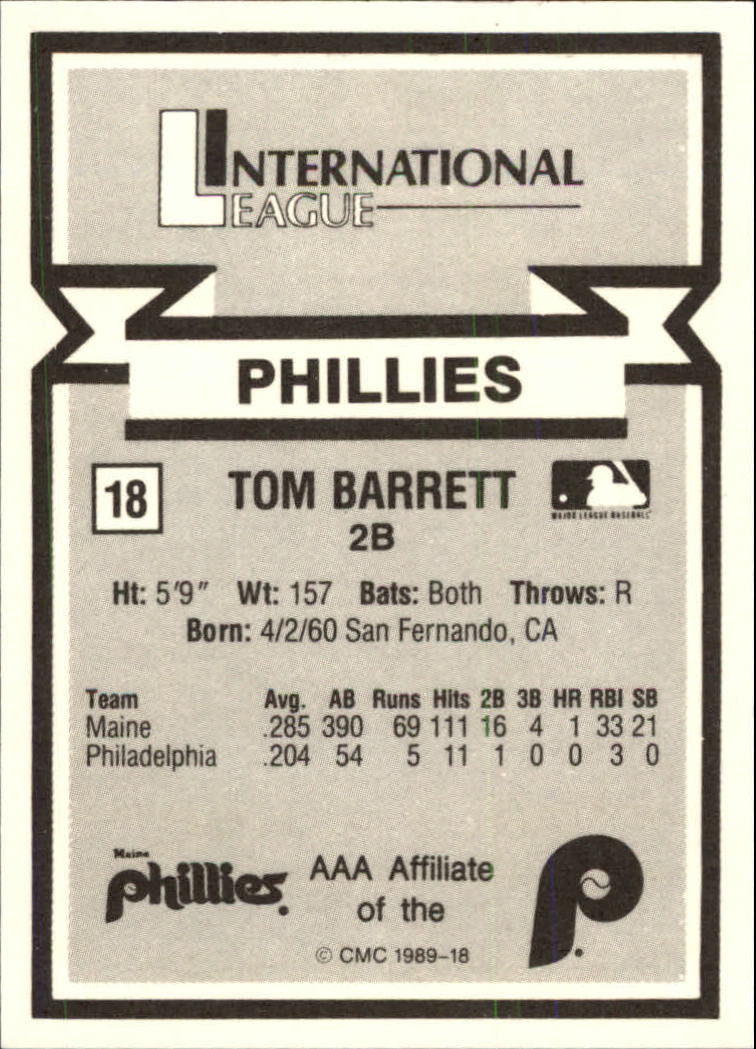 INTERNATIONAL
LEAGUE
PHILLIES
18
TOM BARRETT
MAJOR LEAGUE BASEBALL
2B
Ht: 5'9" Wt: 157 Bats: Both Throws: R
Born: 4/2/60 San Fernando, CA
Team Avg. AB Runs Hits 2B 3B HR RBI SB
Maine .285 390 69 111 16 4 1 33 21
Philadelphia .204 54 5 11 1 0 0 3 0
Maine
phillies
AAA Affiliate
of the
P
© CMC 1989-18